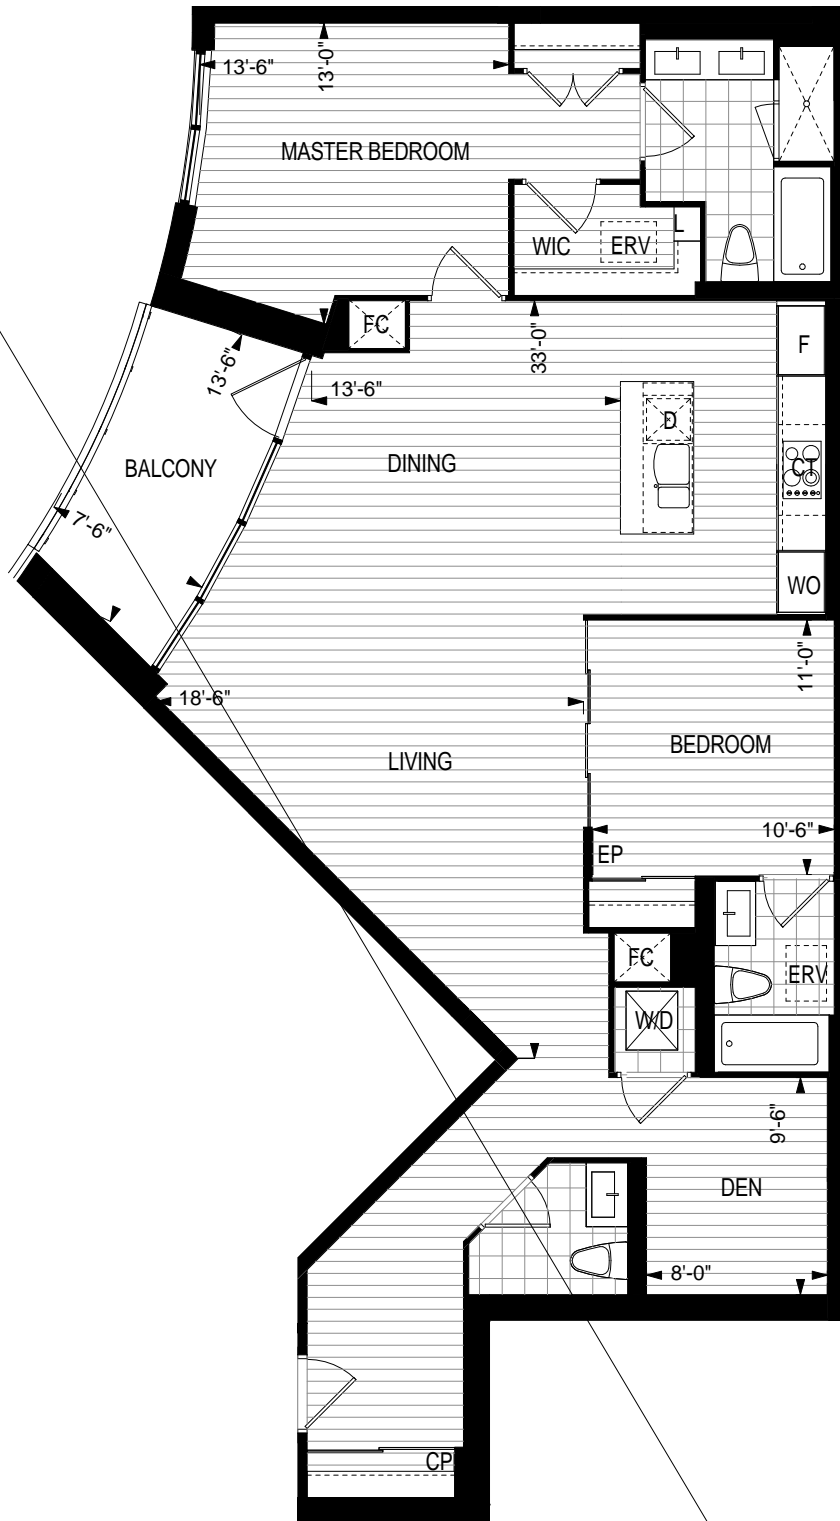 13'-6"
13'-0"
MASTER BEDROOM
WIC
ERV
L
FC
33'-0"
F
13'-6"
13'-6"
D
BALCONY
DINING
CT
7'-6"
WO
18'-6"
11'-0"
LIVING
BEDROOM
10'-6"
EP
FC
ERV
W/D
9'-6"
DEN
8'-0"
CP